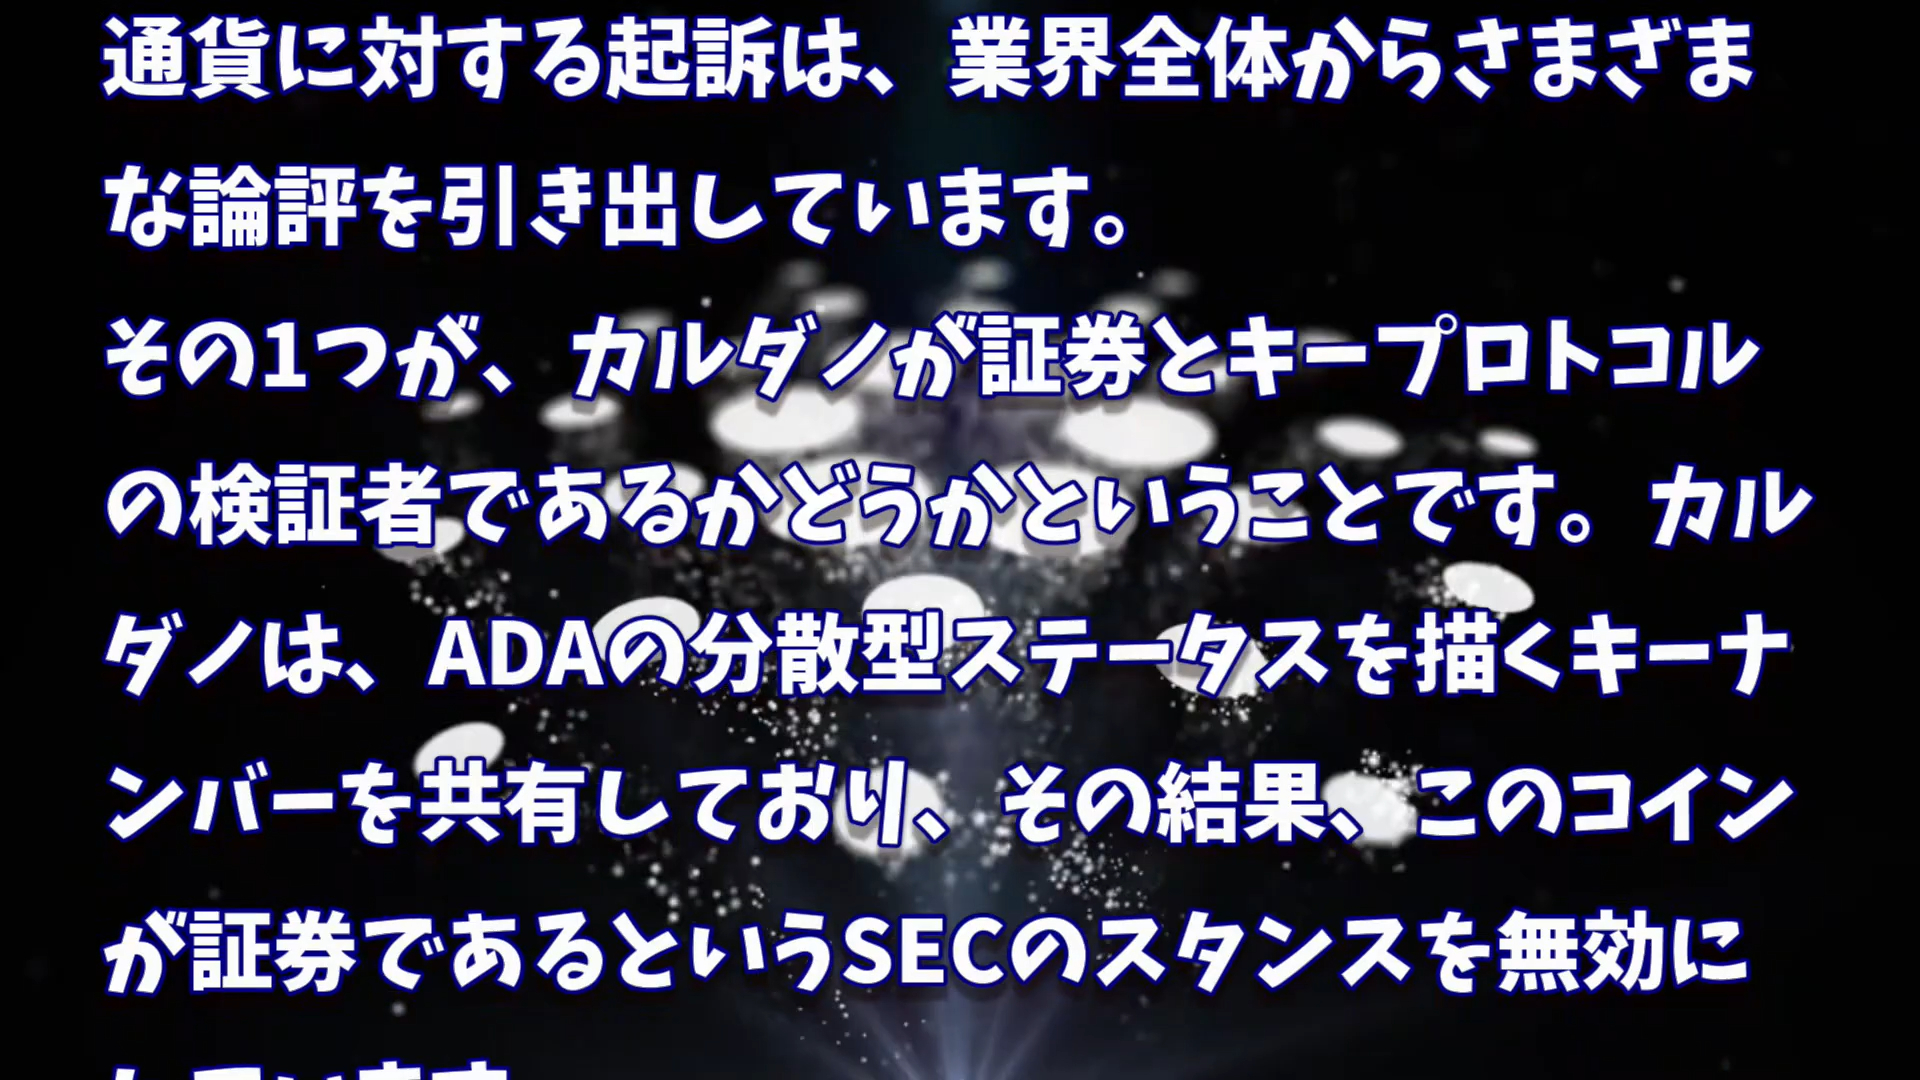 通貨に対する起訴は、業界全体からさまざま
な論評を引き出しています。
その1つが、カルダノが証券とキープロトコル
の検証者であるかどうかということです。カル
ダノは、ADAの分散型ステータスを描くキーナ
ンバーを共有しており、その結果、このコイン
が証券であるというSECのスタンスを無効に
しています